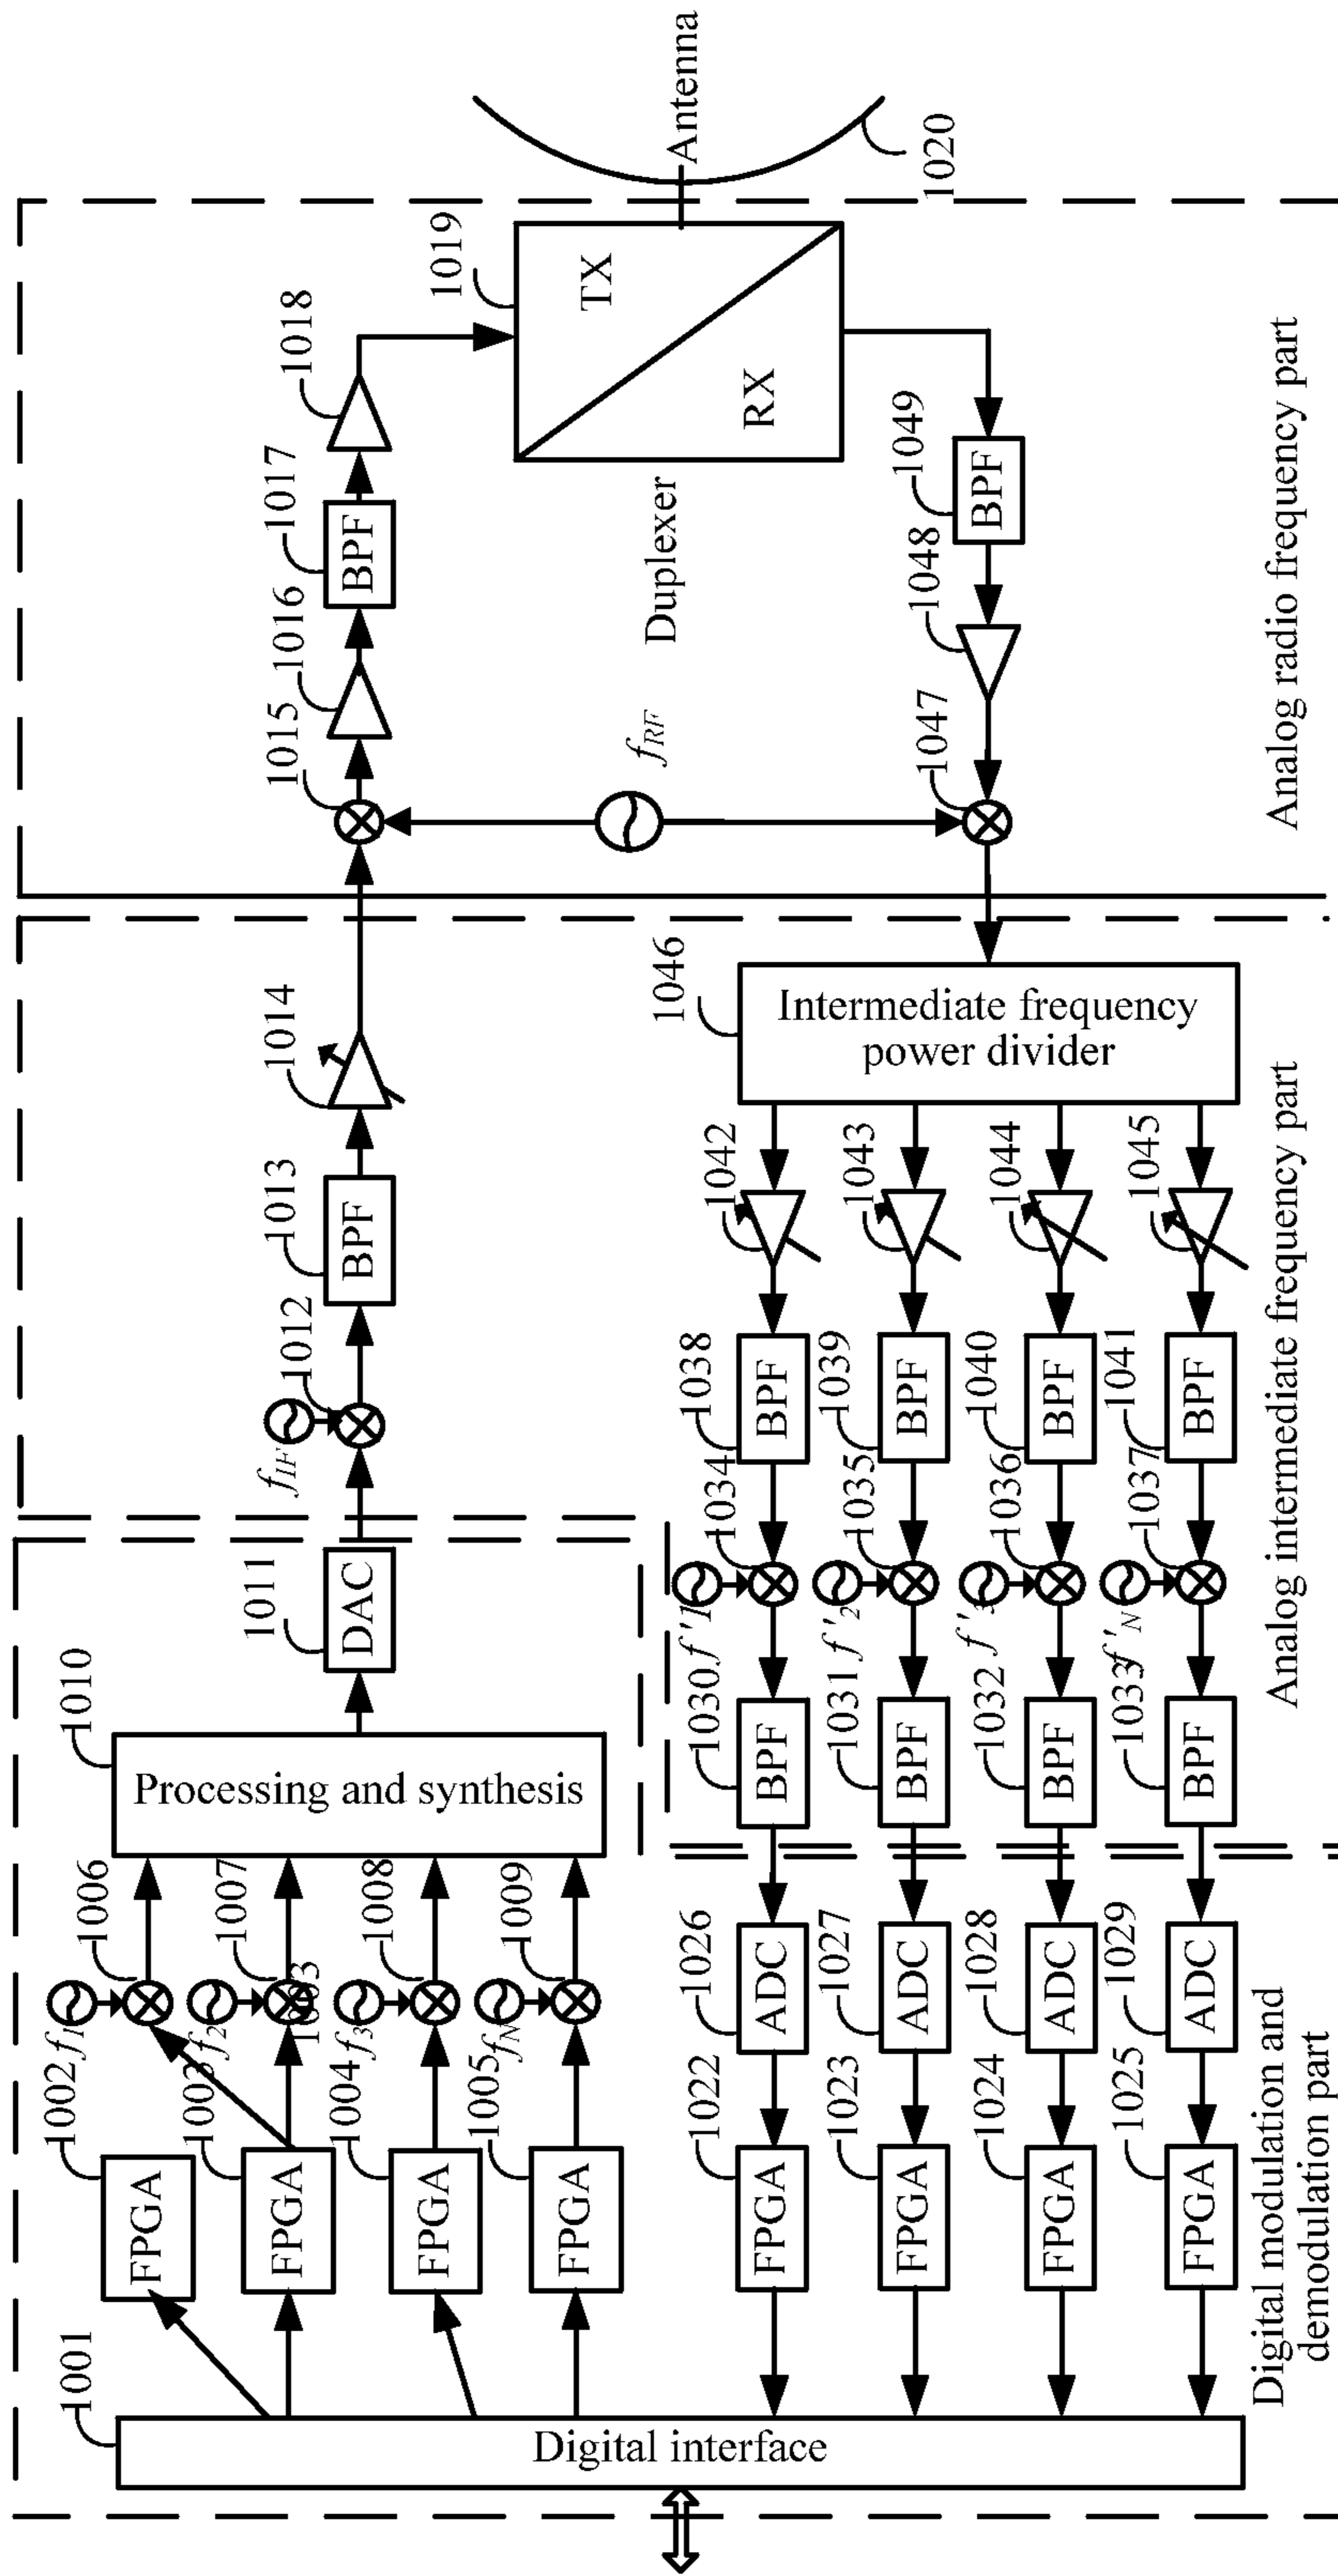 1001
Digital interface
1002
FPGA
1003
FPGA
1004
FPGA
1005
FPGA
f1
1006
f2
1007
1003
f3
1008
fN
1009
1010
Processing and synthesis
1011
DAC
fIF
1012
1013
BPF
1014
1015
1016
1017
BPF
1018
1019
TX
RX
Duplexer
Antenna
1020
fRF
1022
FPGA
1023
FPGA
1024
FPGA
1025
FPGA
1026
ADC
1027
ADC
1028
ADC
1029
ADC
1030
BPF
1031
BPF
1032
BPF
1033
BPF
f'1
1034
f'2
1035
f'3
1036
f'N
1037
1038
BPF
1039
BPF
1040
BPF
1041
BPF
1042
1043
1044
1045
1046
Intermediate frequency
power divider
1047
1048
1049
BPF
Digital modulation and
demodulation part
Analog intermediate frequency part
Analog radio frequency part